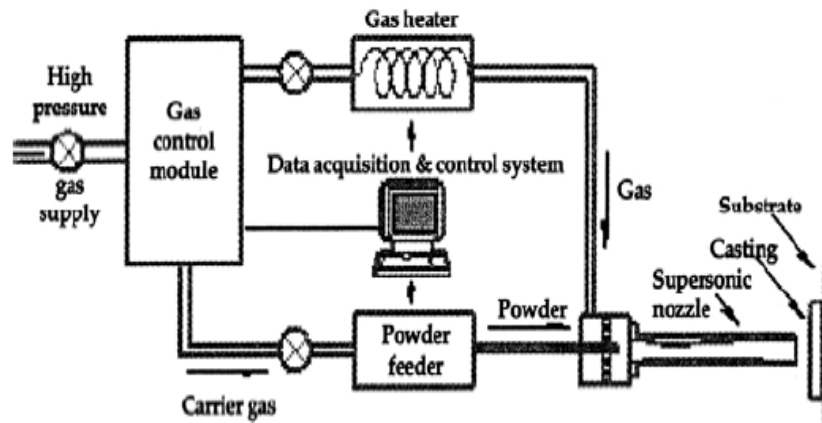 Gas heater
High
pressure
gas
supply
Gas
control
module
Data acquisition & control system
Gas
Substrate
Casting
Supersonic
nozzle
Powder
Powder
feeder
Carrier gas